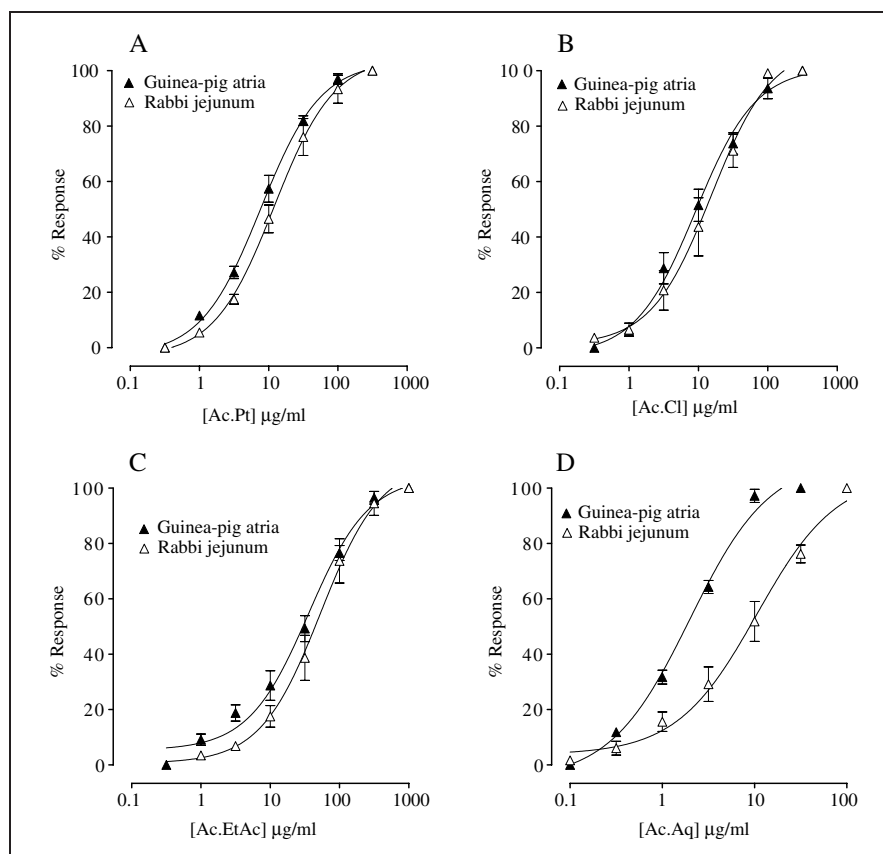 A
▲ Guinea-pig atria
△ Rabbi jejunum
% Response
100
80
60
40
20
0
0.1 1 10 100 1000
[Ac.Pt] µg/ml
B
▲ Guinea-pig atria
△ Rabbi jejunum
% Response
100
80
60
40
20
0
0.1 1 10 100 1000
[Ac.Cl] µg/ml
C
▲ Guinea-pig atria
△ Rabbi jejunum
% Response
100
80
60
40
20
0
0.1 1 10 100 1000
[Ac.EtAc] µg/ml
D
▲ Guinea-pig atria
△ Rabbi jejunum
% Response
100
80
60
40
20
0
0.1 1 10 100
[Ac.Aq] µg/ml